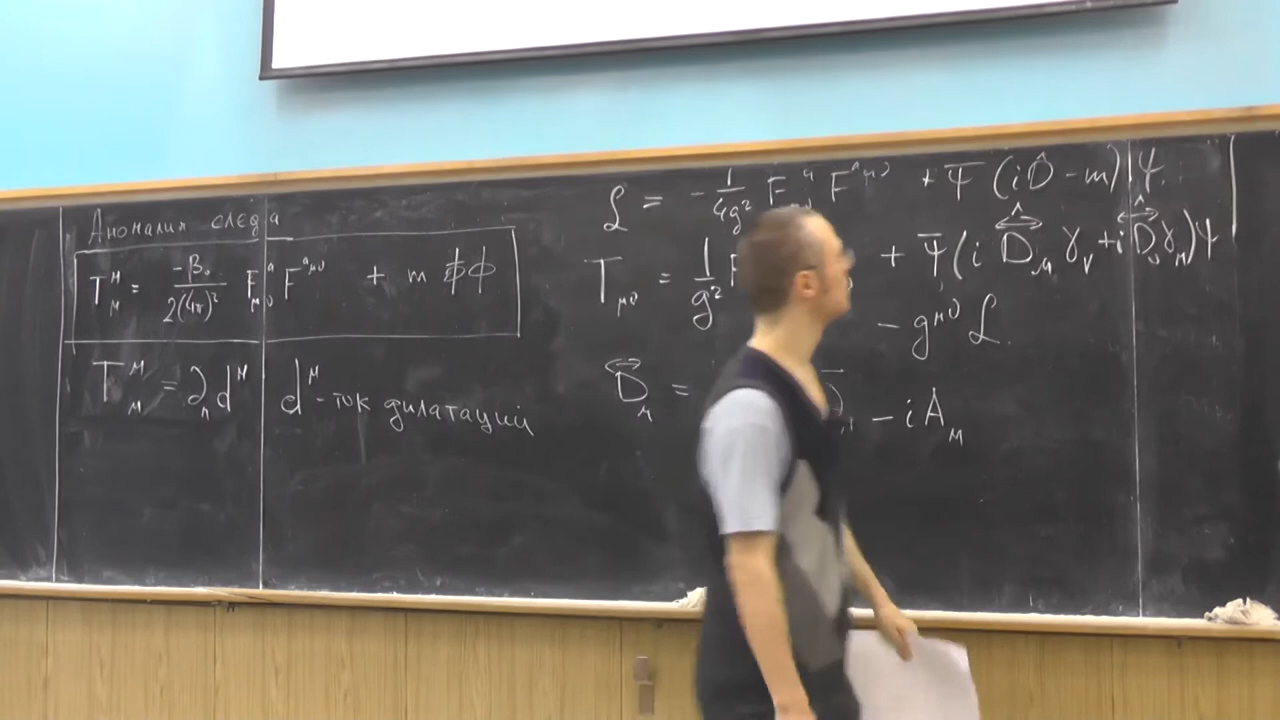 Аномалия следа
T^μ_μ = -β₀/2(4π)² F^a_μν F^aμν + m ψ̄ψ
T^μ_μ = ∂_μ d^μ d^μ - ток дилатаций
ℒ = - 1/4g² F^a_μν F^aμν + Ψ̄ (iD̂ - m) Ψ.
T_μν = 1/g² F + Ψ̄ (i D̂_μ γ_ν + i D̂_ν γ_μ) Ψ
- g^μν ℒ.
D_μ = - i A_μ